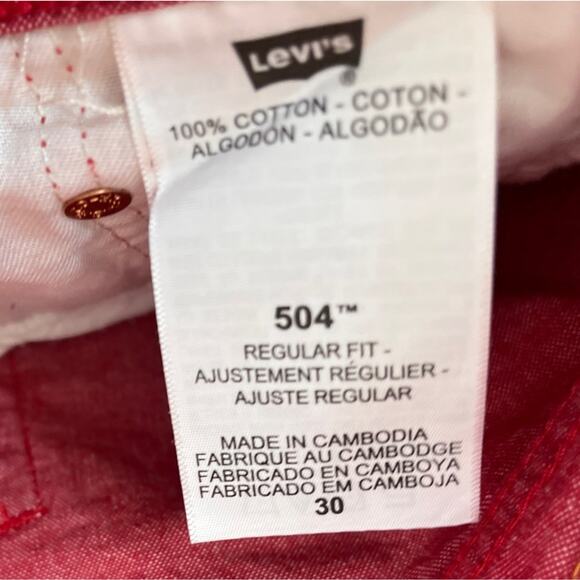 Levi's
®
100% COTTON - COTON -
ALGODÓN - ALGODÃO
504™
REGULAR FIT -
AJUSTEMENT RÉGULIER -
AJUSTE REGULAR
MADE IN CAMBODIA
FABRIQUE AU CAMBODGE
FABRICADO EN CAMBOYA
FABRICADO EM CAMBOJA
30